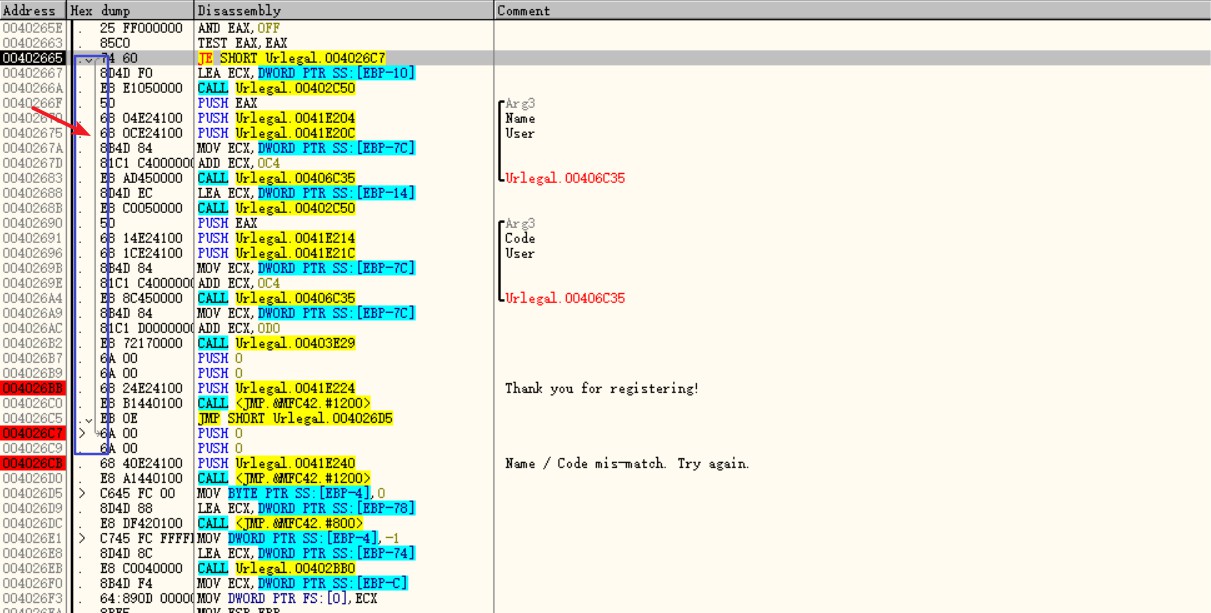 Address Hex dump Disassembly Comment
0040265E . 25 FF000000 AND EAX,0FF
00402663 . 85C0 TEST EAX,EAX
00402665 .v 74 60 JE SHORT Urlegal.004026C7
00402667 . 8D4D F0 LEA ECX,DWORD PTR SS:[EBP-10]
0040266A . E8 E1050000 CALL Urlegal.00402C50
0040266F . 50 PUSH EAX Arg3
00402670 . 68 04E24100 PUSH Urlegal.0041E204 Name
00402675 . 68 0CE24100 PUSH Urlegal.0041E20C User
0040267A . 8B4D 84 MOV ECX,DWORD PTR SS:[EBP-7C]
0040267D . 81C1 C4000000 ADD ECX,0C4
00402683 . E8 AD450000 CALL Urlegal.00406C35 Urlegal.00406C35
00402688 . 8D4D EC LEA ECX,DWORD PTR SS:[EBP-14]
0040268B . E8 C0050000 CALL Urlegal.00402C50
00402690 . 50 PUSH EAX Arg3
00402691 . 68 14E24100 PUSH Urlegal.0041E214 Code
00402696 . 68 1CE24100 PUSH Urlegal.0041E21C User
0040269B . 8B4D 84 MOV ECX,DWORD PTR SS:[EBP-7C]
0040269E . 81C1 C4000000 ADD ECX,0C4
004026A4 . E8 8C450000 CALL Urlegal.00406C35 Urlegal.00406C35
004026A9 . 8B4D 84 MOV ECX,DWORD PTR SS:[EBP-7C]
004026AC . 81C1 D0000000 ADD ECX,0D0
004026B2 . E8 72170000 CALL Urlegal.00403E29
004026B7 . 6A 00 PUSH 0
004026B9 . 6A 00 PUSH 0
004026BB . 68 24E24100 PUSH Urlegal.0041E224 Thank you for registering!
004026C0 . E8 B1440100 CALL <JMP.&MFC42.#1200>
004026C5 .v EB 0E JMP SHORT Urlegal.004026D5
004026C7 > 6A 00 PUSH 0
004026C9 . 6A 00 PUSH 0
004026CB . 68 40E24100 PUSH Urlegal.0041E240 Name / Code mis-match. Try again.
004026D0 . E8 A1440100 CALL <JMP.&MFC42.#1200>
004026D5 > C645 FC 00 MOV BYTE PTR SS:[EBP-4],0
004026D9 . 8D4D 88 LEA ECX,DWORD PTR SS:[EBP-78]
004026DC . E8 DF420100 CALL <JMP.&MFC42.#800>
004026E1 > C745 FC FFFF MOV DWORD PTR SS:[EBP-4],-1
004026E8 . 8D4D 8C LEA ECX,DWORD PTR SS:[EBP-74]
004026EB . E8 C0040000 CALL Urlegal.00402BB0
004026F0 . 8B4D F4 MOV ECX,DWORD PTR SS:[EBP-C]
004026F3 . 64:890D 0000 MOV DWORD PTR FS:[0],ECX
004026FA . 8BE5 MOV ESP,EBP